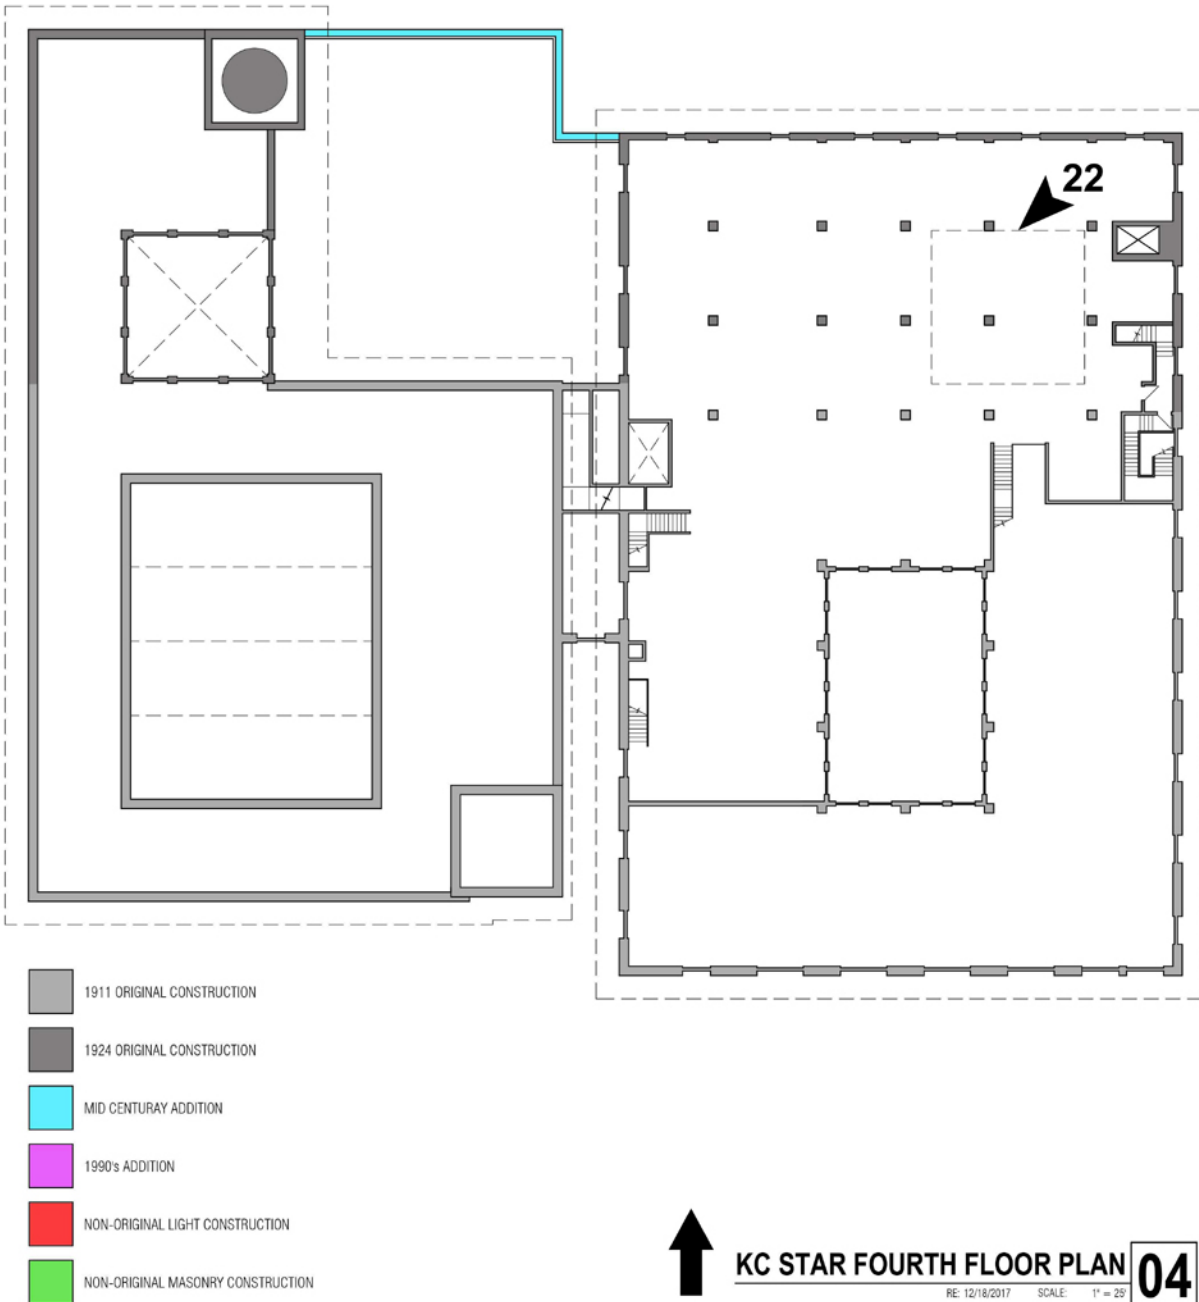 22
1911 ORIGINAL CONSTRUCTION
1924 ORIGINAL CONSTRUCTION
MID CENTURAY ADDITION
1990's ADDITION
NON-ORIGINAL LIGHT CONSTRUCTION
NON-ORIGINAL MASONRY CONSTRUCTION
KC STAR FOURTH FLOOR PLAN 04
RE: 12/18/2017 SCALE: 1" = 25'